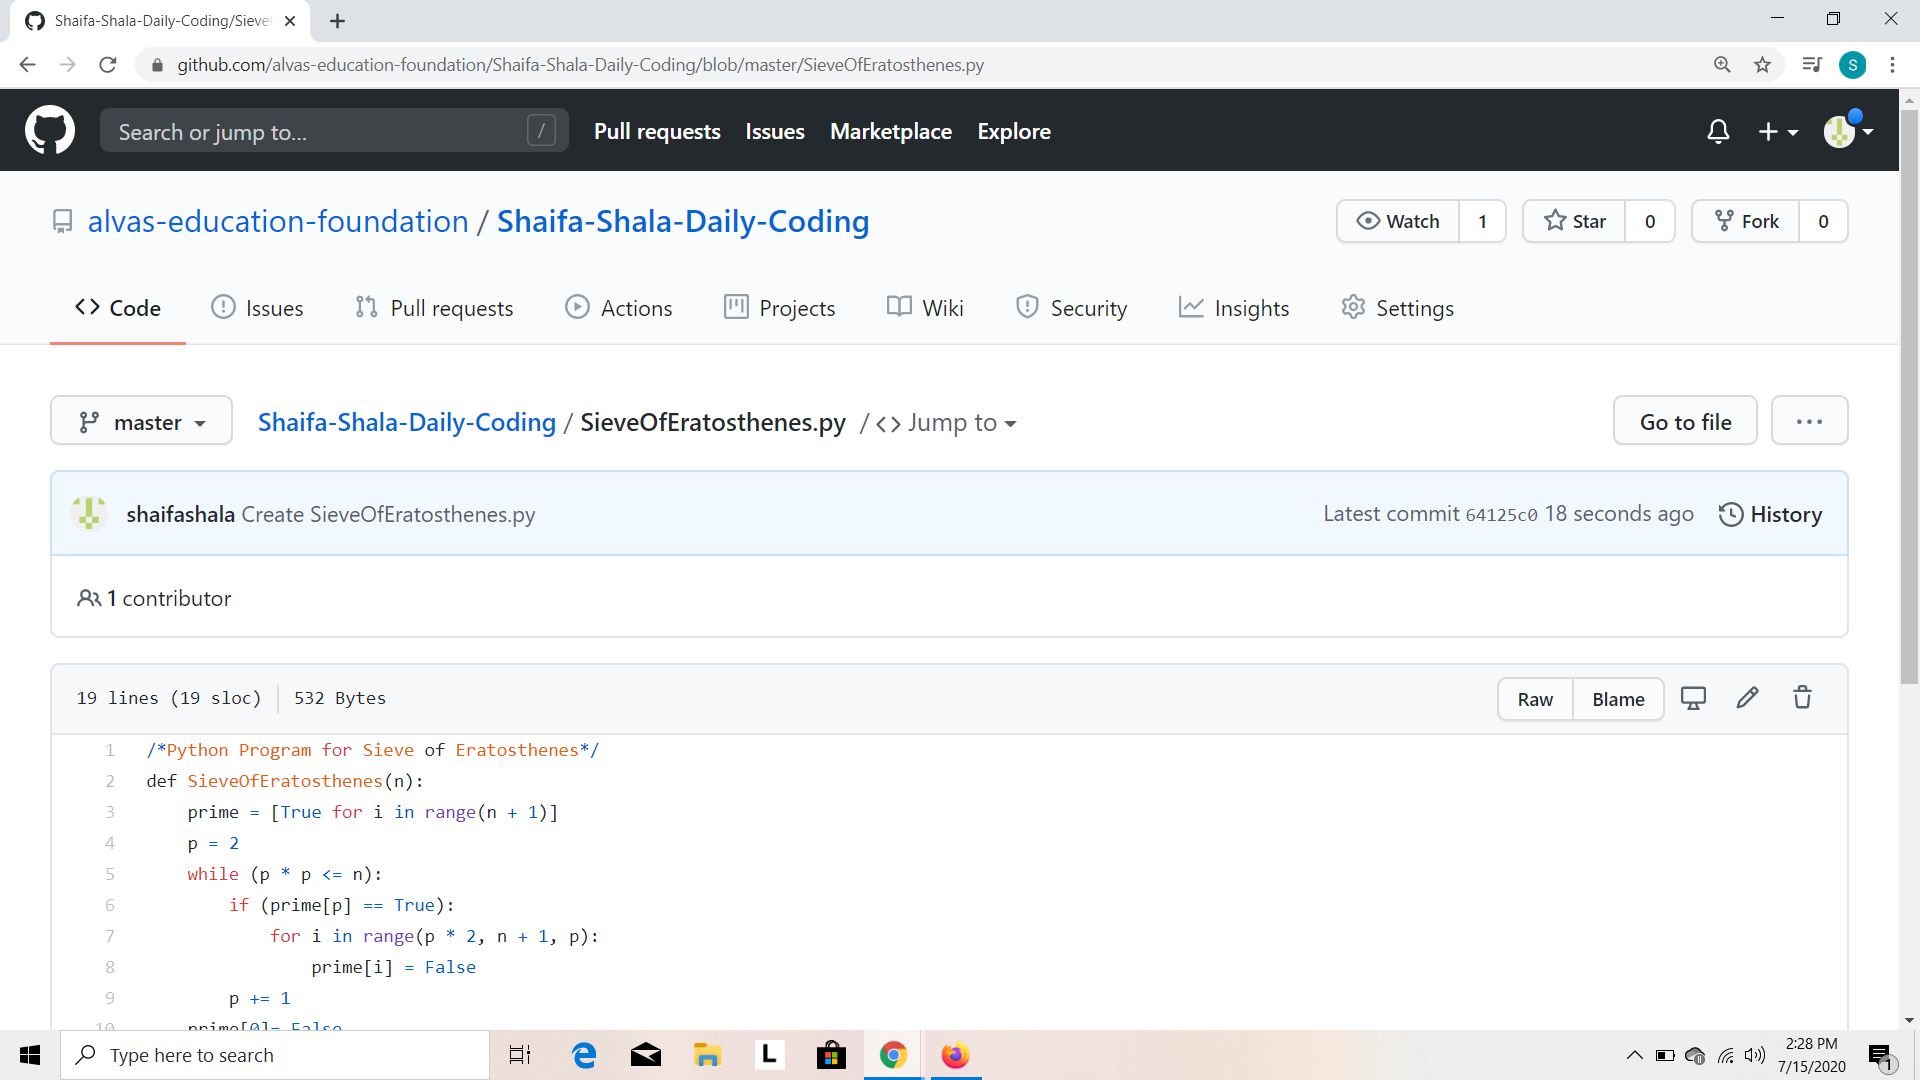 Shaifa-Shala-Daily-Coding/Sieve
github.com/alvas-education-foundation/Shaifa-Shala-Daily-Coding/blob/master/SieveOfEratosthenes.py
S
Search or jump to... /
Pull requests Issues Marketplace Explore
alvas-education-foundation / Shaifa-Shala-Daily-Coding
Watch 1 Star 0 Fork 0
Code Issues Pull requests Actions Projects Wiki Security Insights Settings
master Shaifa-Shala-Daily-Coding / SieveOfEratosthenes.py / <> Jump to Go to file ...
shaifashala Create SieveOfEratosthenes.py Latest commit 64125c0 18 seconds ago History
1 contributor
19 lines (19 sloc) 532 Bytes Raw Blame
1 /*Python Program for Sieve of Eratosthenes*/
2 def SieveOfEratosthenes(n):
3 prime = [True for i in range(n + 1)]
4 p = 2
5 while (p * p <= n):
6 if (prime[p] == True):
7 for i in range(p * 2, n + 1, p):
8 prime[i] = False
9 p += 1
10 prime[0]= False
Type here to search
L
2:28 PM
7/15/2020
1